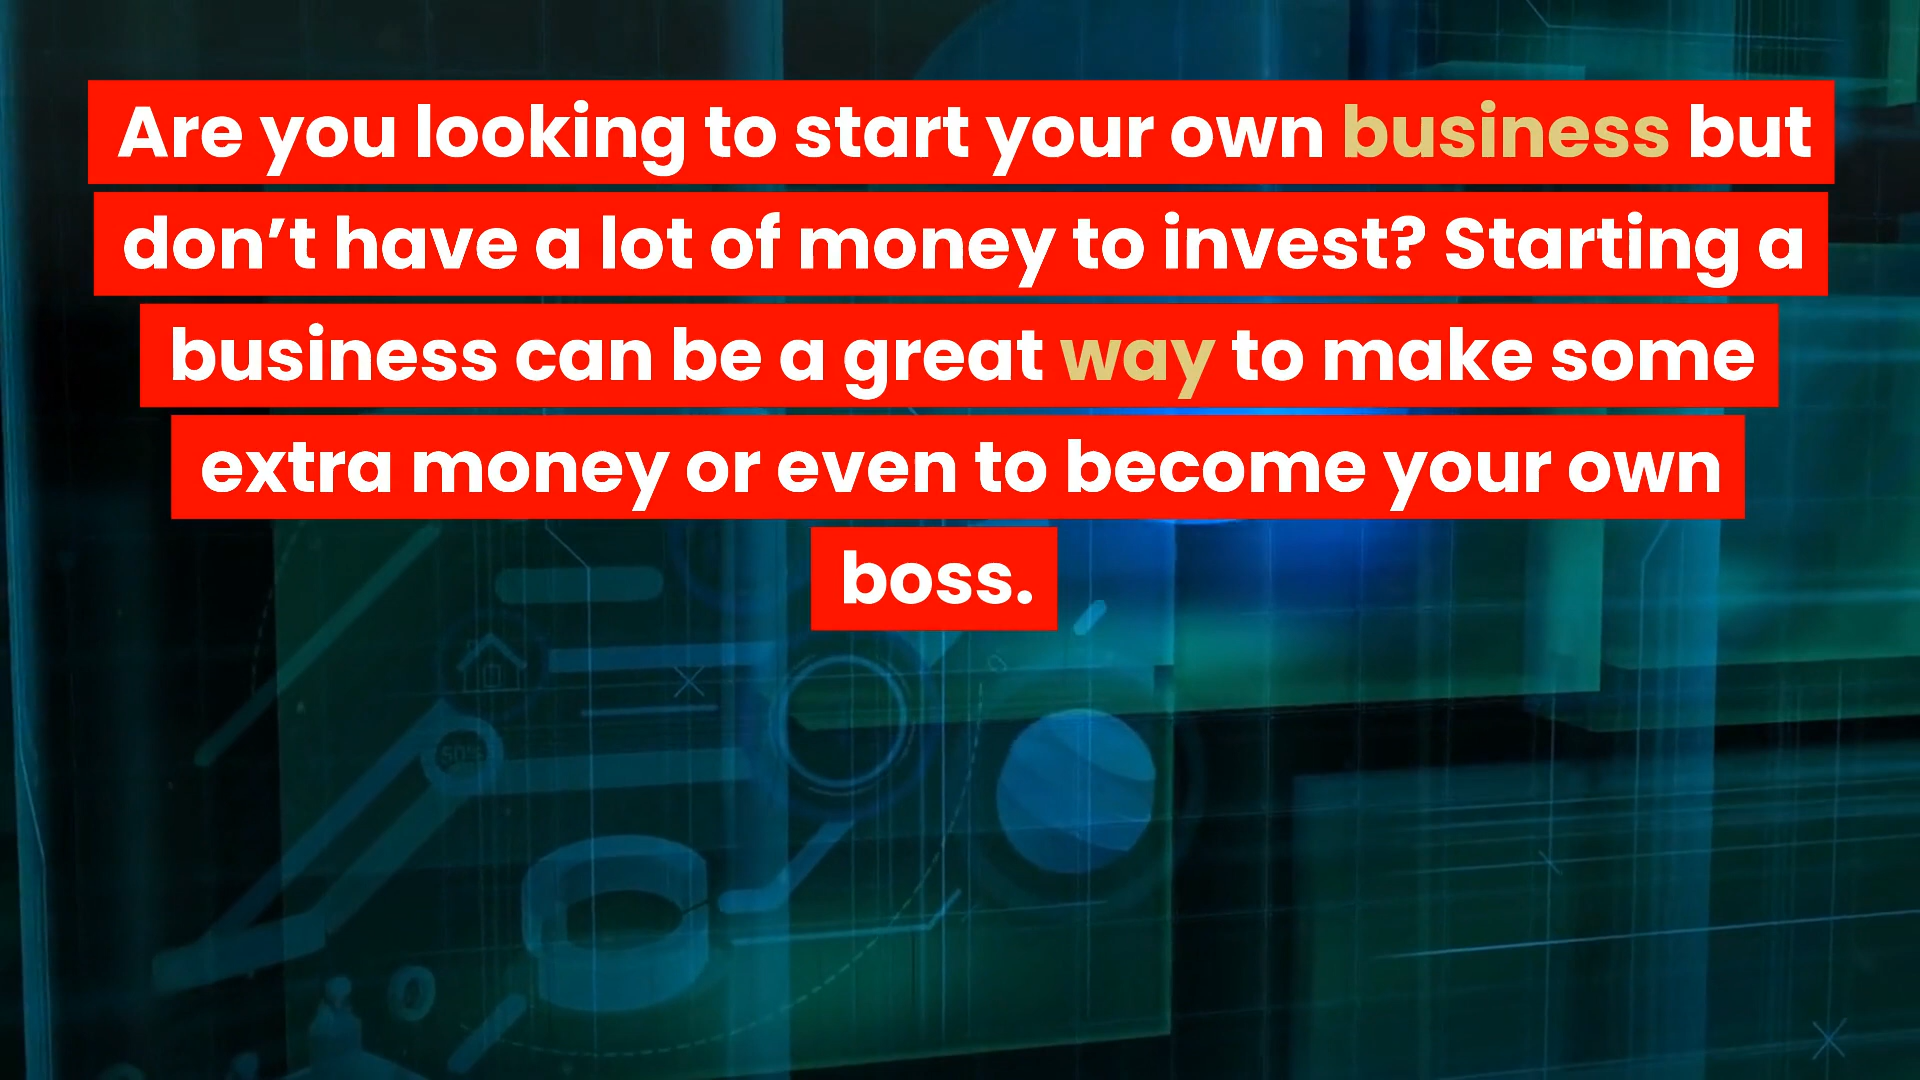 Are you looking to start your own business but
don’t have a lot of money to invest? Starting a
business can be a great way to make some
extra money or even to become your own
boss.
50%